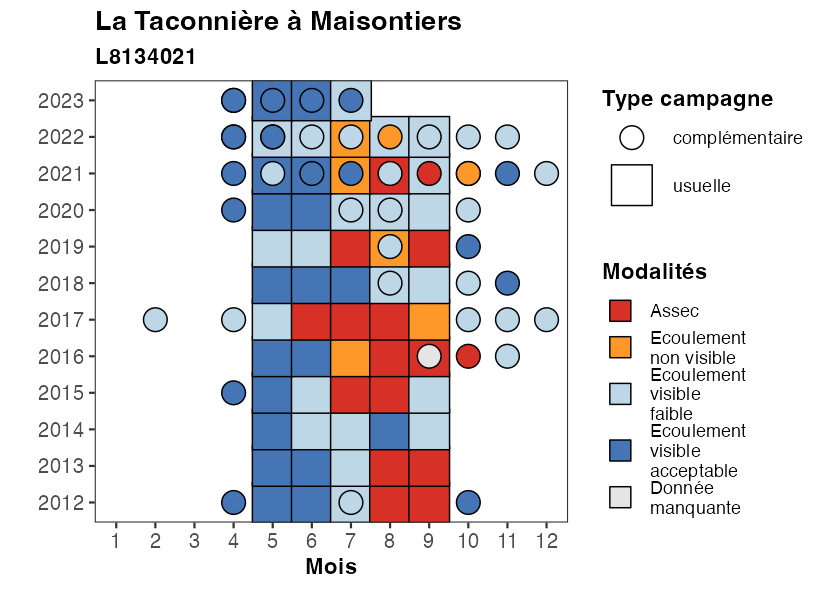 La Taconnière à Maisontiers
L8134021
2023
2022
2021
2020
2019
2018
2017
2016
2015
2014
2013
2012
1 2 3 4 5 6 7 8 9 10 11 12
Mois
Type campagne
complémentaire
usuelle
Modalités
Assec
Ecoulement
non visible
Ecoulement
visible
faible
Ecoulement
visible
acceptable
Donnée
manquante